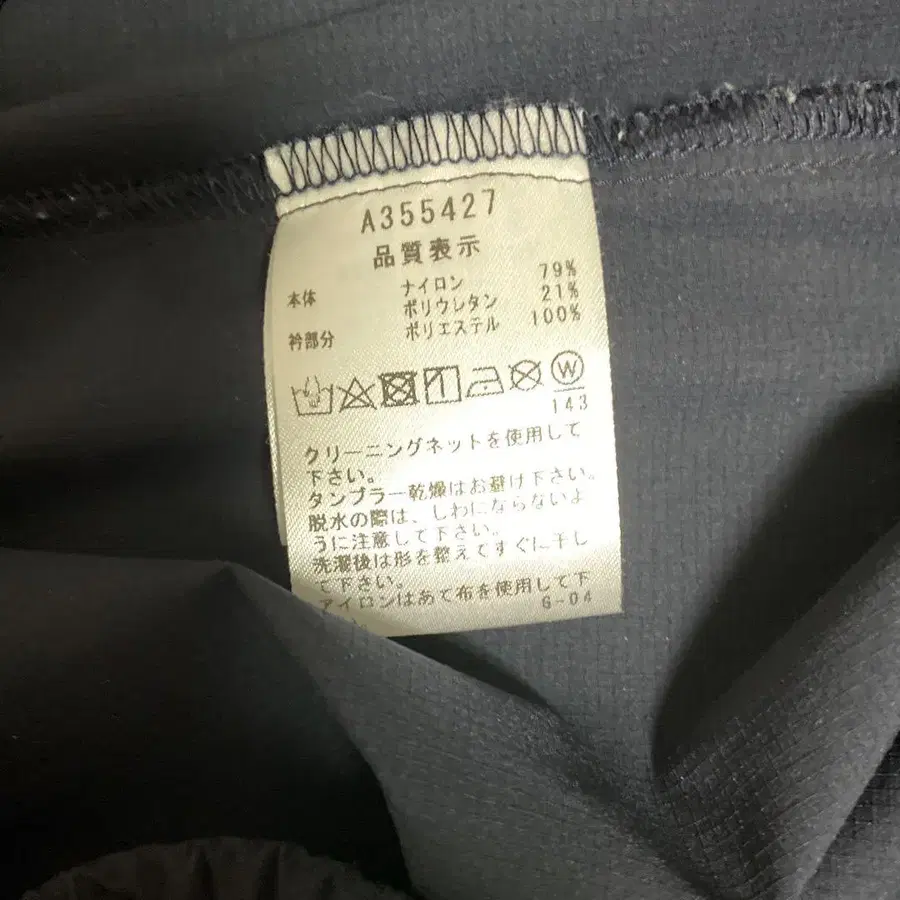 A355427
品質表示
本体 ナイロン 79%
ポリウレタン 21%
衿部分 ポリエステル 100%
W
143
クリーニングネットを使用して
下さい。
タンブラー乾燥はお避け下さい。
脱水の際は、しわにならないよ
うに注意して下さい。
洗濯後は形を整えてすぐに干し
て下さい。
アイロンはあて布を使用して下
G-04